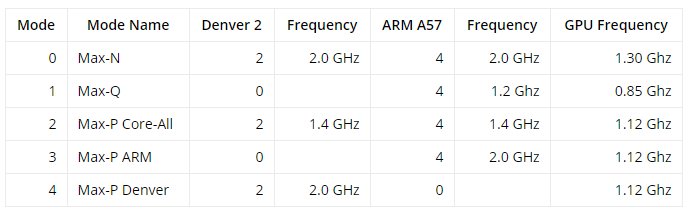 Mode Mode Name Denver 2 Frequency ARM A57 Frequency GPU Frequency
0 Max-N 2 2.0 GHz 4 2.0 GHz 1.30 Ghz
1 Max-Q 0 4 1.2 Ghz 0.85 Ghz
2 Max-P Core-All 2 1.4 GHz 4 1.4 GHz 1.12 Ghz
3 Max-P ARM 0 4 2.0 GHz 1.12 Ghz
4 Max-P Denver 2 2.0 GHz 0 1.12 Ghz